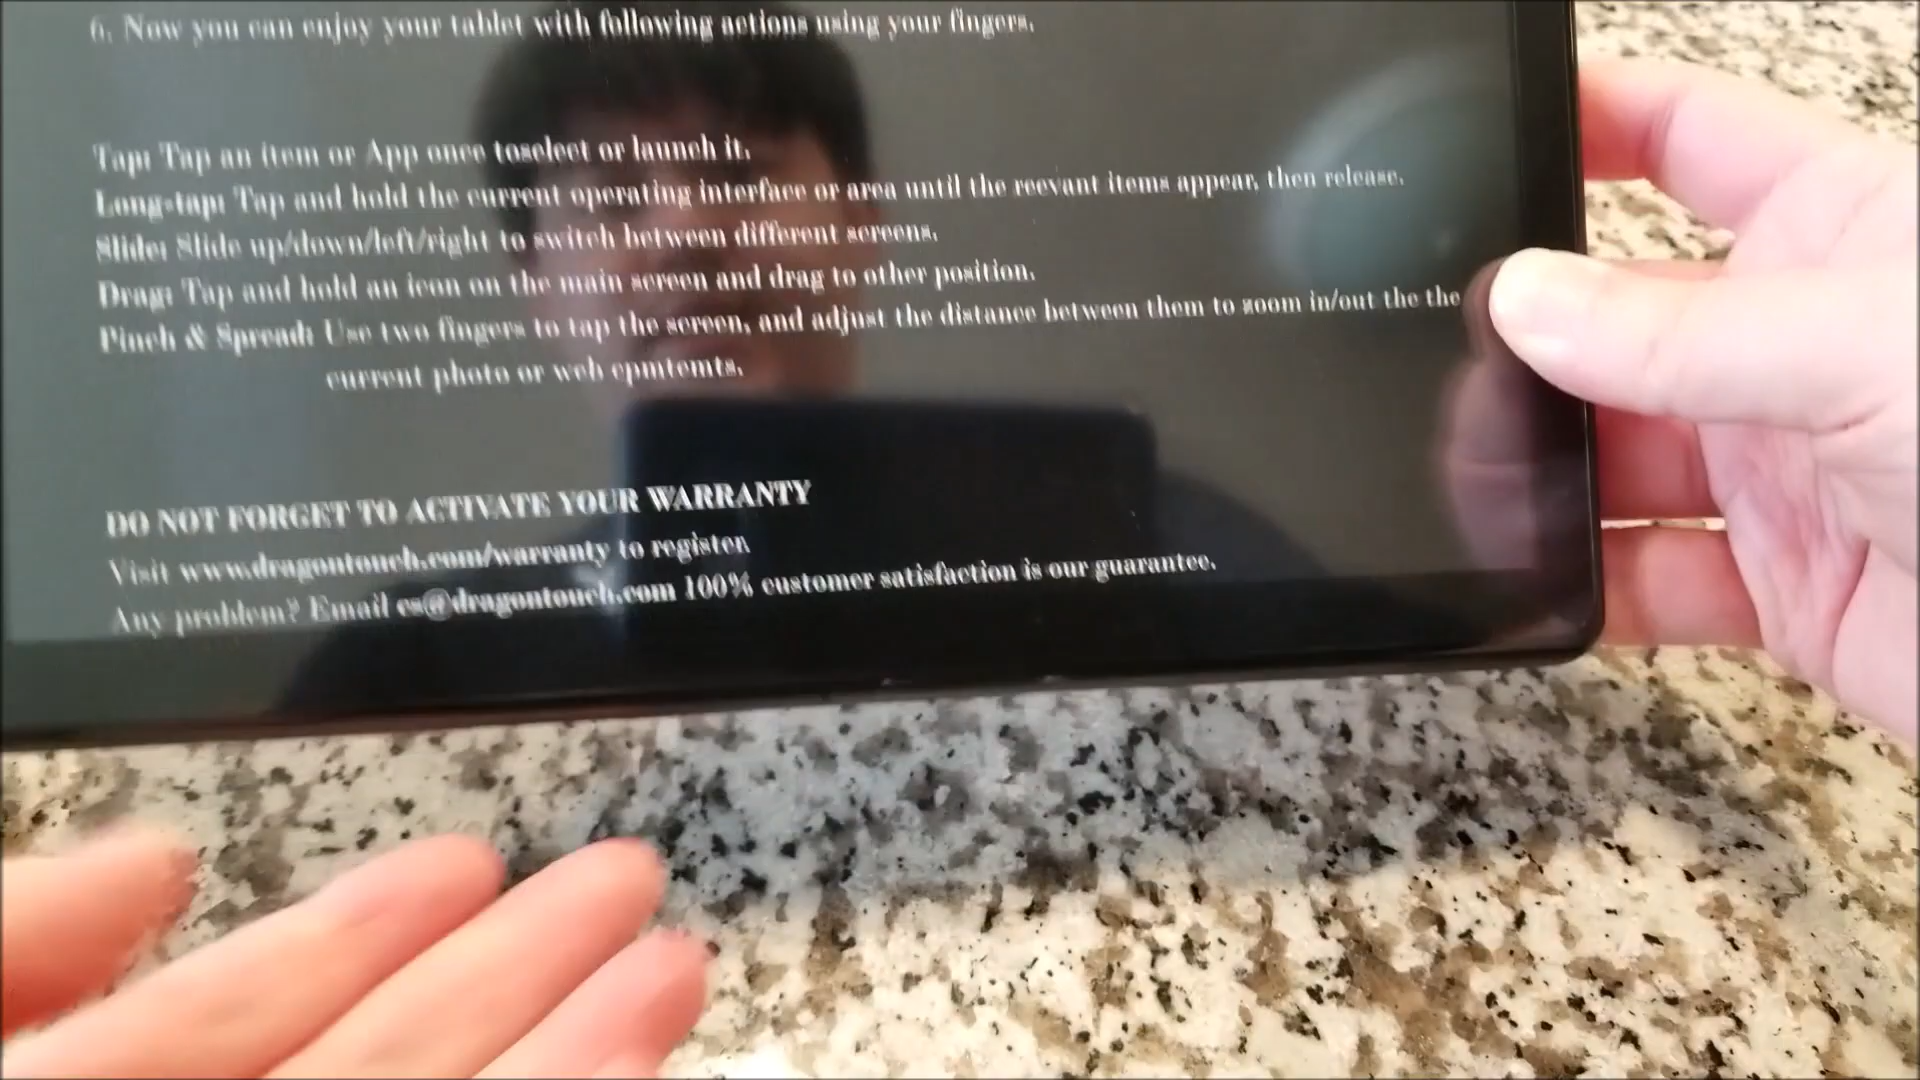 6. Now you can enjoy your tablet with following actions using your fingers.
Tap: Tap an item or App once toselect or launch it.
Long-tap: Tap and hold the current operating interface or area until the reevant items appear, then release.
Slide: Slide up/down/left/right to switch between different screens.
Drag: Tap and hold an icon on the main screen and drag to other position.
Pinch & Spread: Use two fingers to tap the screen, and adjust the distance between them to zoom in/out the the
current photo or web cpmtemts.
DO NOT FORGET TO ACTIVATE YOUR WARRANTY
Visit www.dragontouch.com/warranty to register.
Any problem? Email cs@dragontouch.com 100% customer satisfaction is our guarantee.